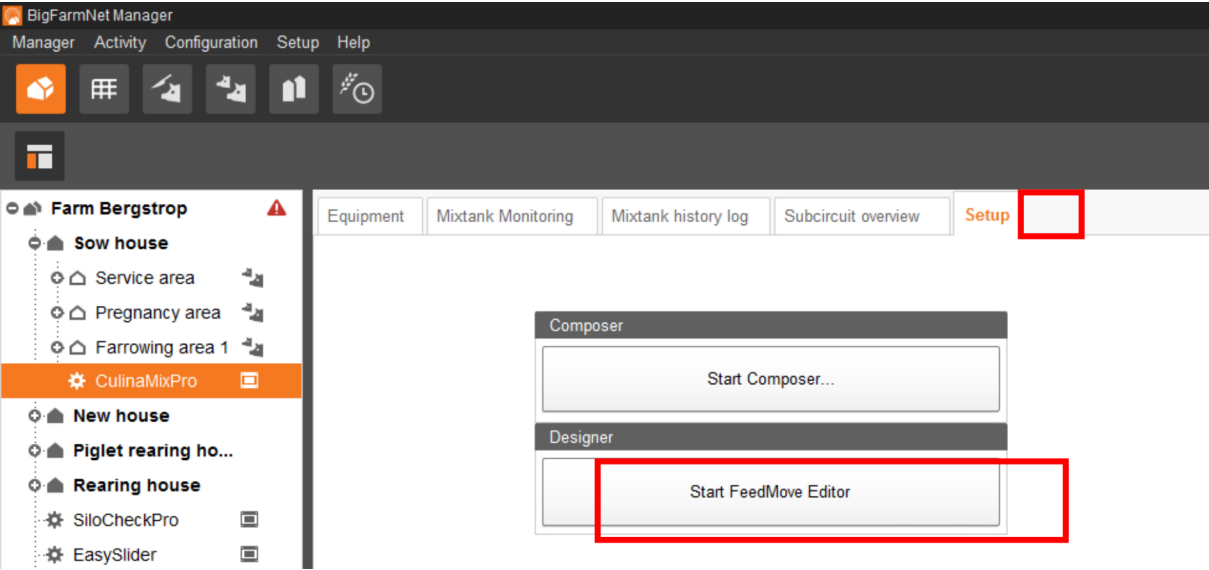 BigFarmNet Manager
Manager Activity Configuration Setup Help
Farm Bergstrop
Sow house
Service area
Pregnancy area
Farrowing area 1
CulinaMixPro
New house
Piglet rearing ho...
Rearing house
SiloCheckPro
EasySlider
Equipment Mixtank Monitoring Mixtank history log Subcircuit overview Setup
Composer
Start Composer...
Designer
Start FeedMove Editor